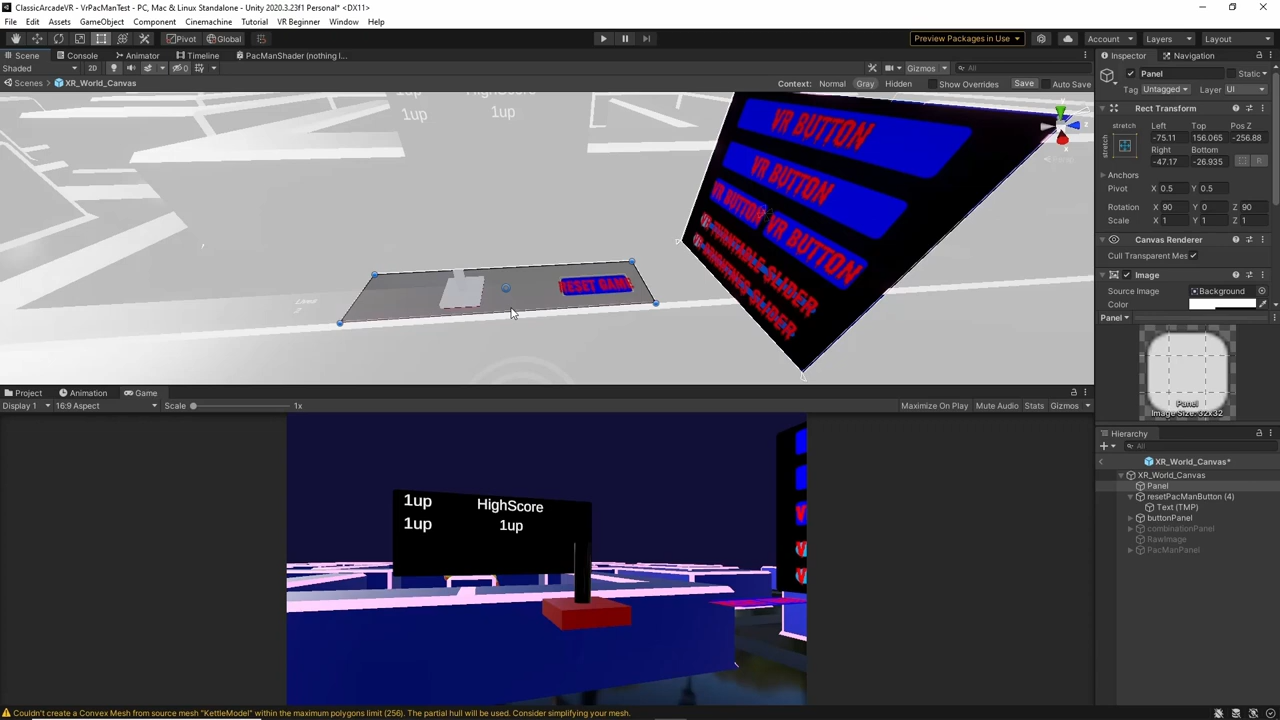 ClassicArcadeVR - VrPacManTest - PC, Mac & Linux Standalone - Unity 2020.3.23f1 Personal* <DX11>
File Edit Assets GameObject Component Cinemachine Tutorial VR Beginner Window Help
Pivot Global Preview Packages in Use Account Layers Layout
Scene Console Animator Timeline PacManShader (nothing l... Inspector Navigation
Shaded 2D 0 Gizmos All Panel Static
Scenes XR_World_Canvas Context: Normal Gray Hidden Show Overrides Save Auto Save Tag Untagged Layer UI
HighScore
1up 1up
VR BUTTON
VR BUTTON
VR BUTTON VR BUTTON
RESET GAME
Rect Transform
stretch Left Top Pos Z
stretch -75.11 156.065 -256.88
Right Bottom
-47.17 -26.935 R
Anchors
Pivot X 0.5 Y 0.5
Rotation X 90 Y 0 Z 90
Scale X 1 Y 1 Z 1
Canvas Renderer
Cull Transparent Mes
Image
Source Image Background
Color
Panel
Panel
Image Size: 32x32
Project Animation Game
Display 1 16:9 Aspect Scale 1x Maximize On Play Mute Audio Stats Gizmos
1up HighScore
1up 1up
Hierarchy
All
XR_World_Canvas*
XR_World_Canvas
Panel
resetPacManButton (4)
Text (TMP)
buttonPanel
combinationPanel
RawImage
PacManPanel
Couldn't create a Convex Mesh from source mesh "KettleModel" within the maximum polygons limit (256). The partial hull will be used. Consider simplifying your mesh.